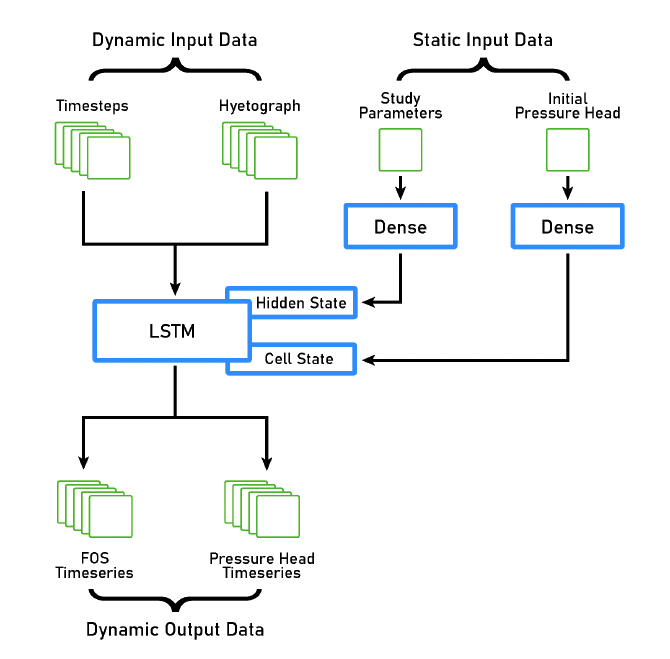 Dynamic Input Data
Static Input Data
Timesteps
Hyetograph
Study
Parameters
Initial
Pressure Head
Dense
Dense
Hidden State
LSTM
Cell State
FOS
Timeseries
Pressure Head
Timeseries
Dynamic Output Data